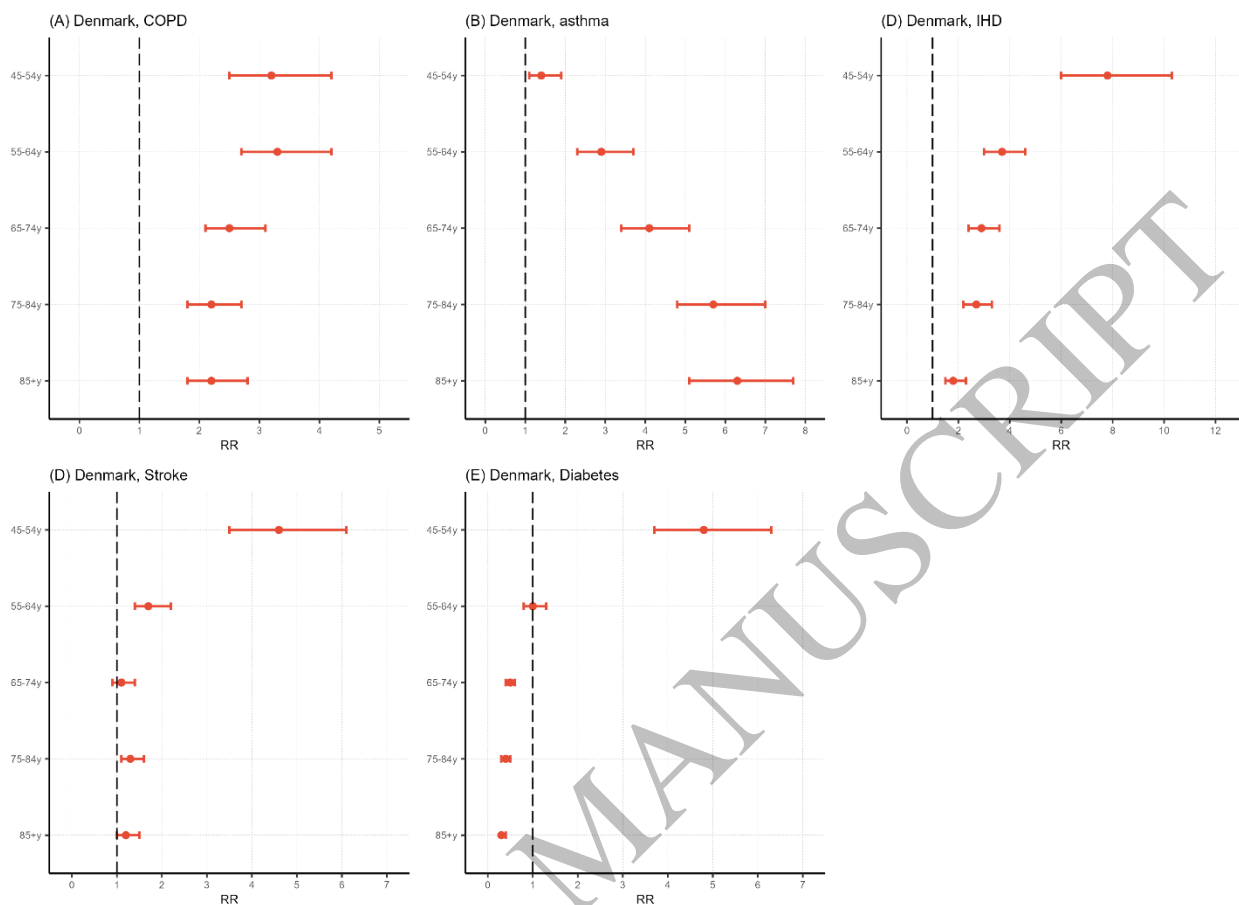 (A) Denmark, COPD
45-54y
55-64y
65-74y
75-84y
85+y
0 1 2 3 4 5
RR
(B) Denmark, asthma
45-54y
55-64y
65-74y
75-84y
85+y
0 1 2 3 4 5 6 7 8
RR
(D) Denmark, IHD
45-54y
55-64y
65-74y
75-84y
85+y
0 2 4 6 8 10 12
RR
(D) Denmark, Stroke
45-54y
55-64y
65-74y
75-84y
85+y
0 1 2 3 4 5 6 7
RR
(E) Denmark, Diabetes
45-54y
55-64y
65-74y
75-84y
85+y
0 1 2 3 4 5 6 7
RR
MANUSCRIPT